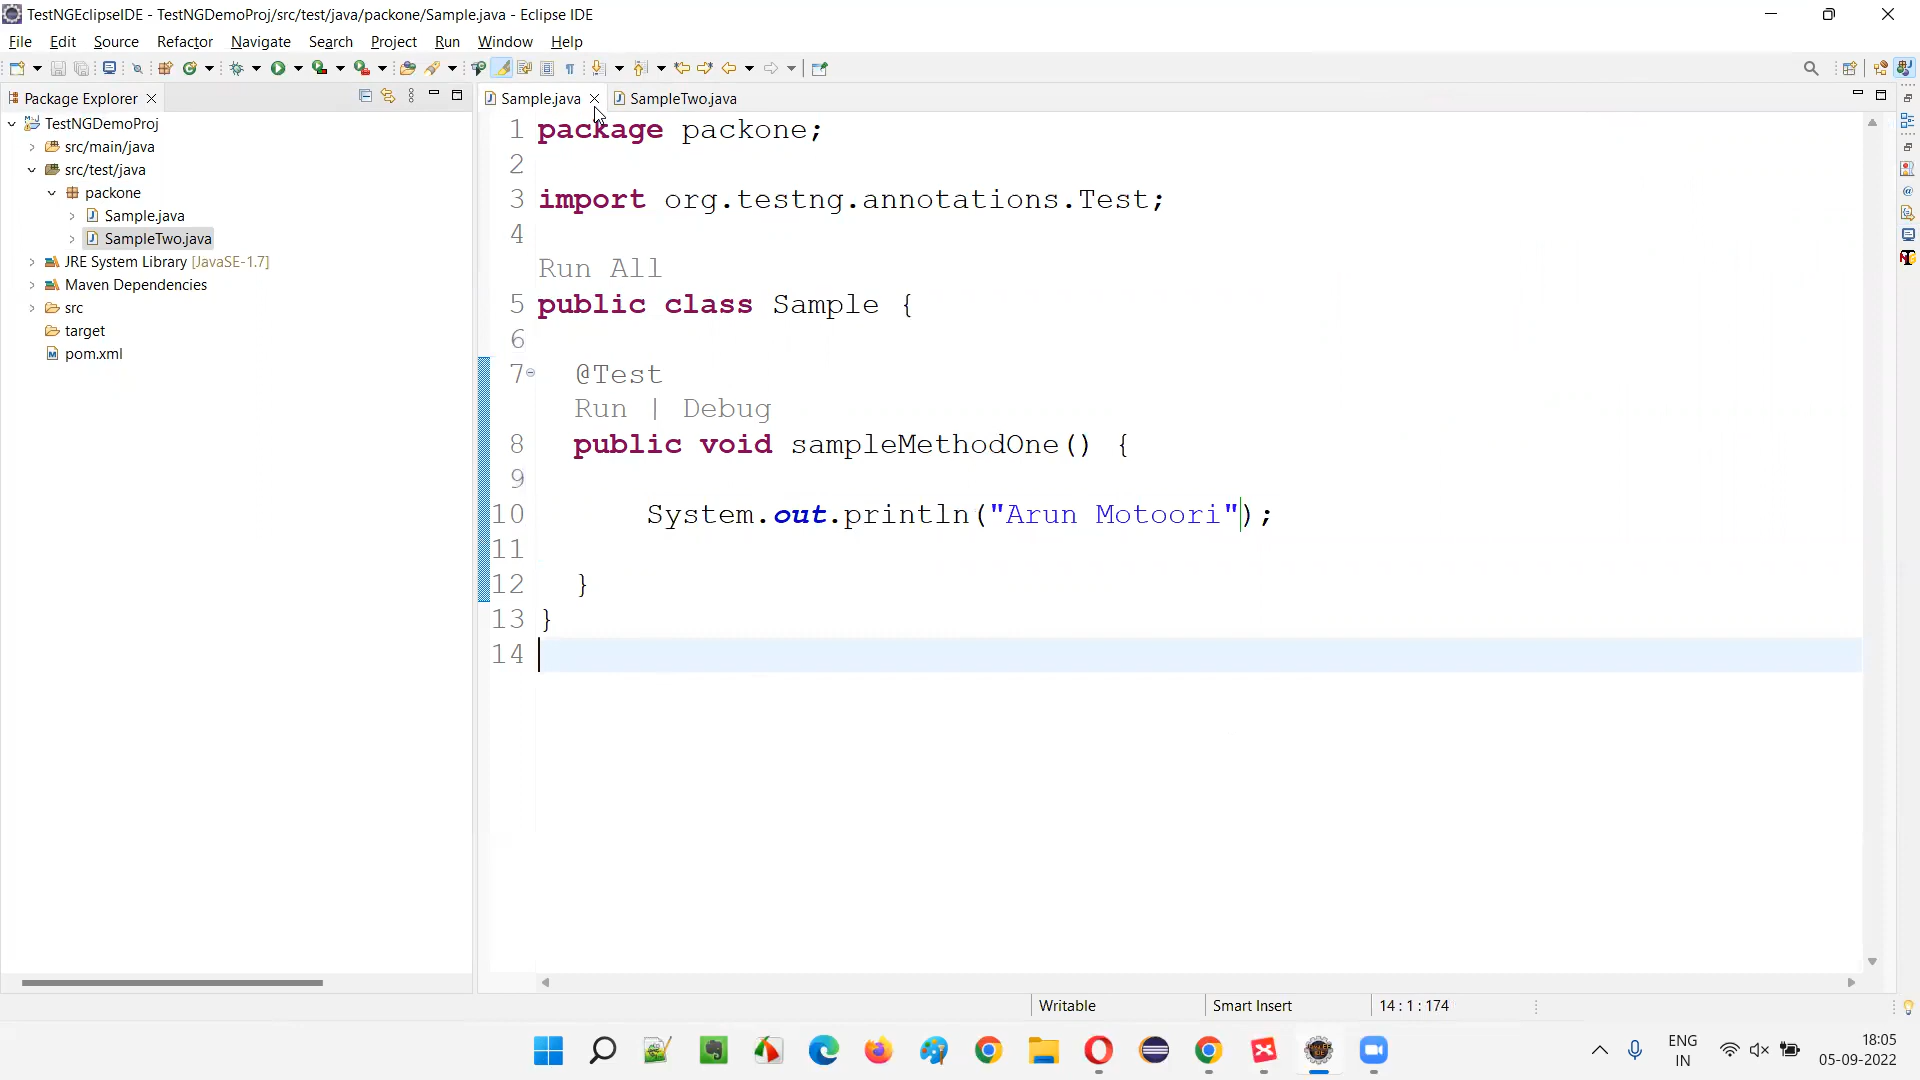 TestNGEclipseIDE - TestNGDemoProj/src/test/java/packone/Sample.java - Eclipse IDE
File Edit Source Refactor Navigate Search Project Run Window Help
Package Explorer
TestNGDemoProj
src/main/java
src/test/java
packone
Sample.java
SampleTwo.java
JRE System Library [JavaSE-1.7]
Maven Dependencies
src
target
pom.xml
Sample.java SampleTwo.java
1 package packone;
2
3 import org.testng.annotations.Test;
4
Run All
5 public class Sample {
6
7 @Test
Run | Debug
8 public void sampleMethodOne() {
9
10 System.out.println("Arun Motoori");
11
12 }
13 }
14
Writable Smart Insert 14 : 1 : 174
ENG
IN
18:05
05-09-2022